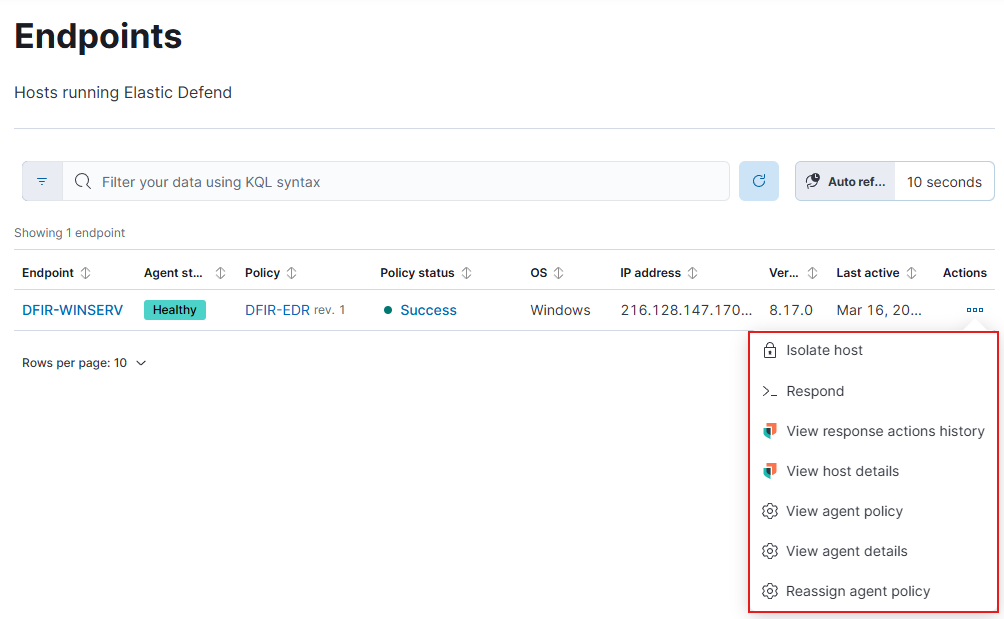 Endpoints
Hosts running Elastic Defend
Filter your data using KQL syntax
Auto ref... 10 seconds
Showing 1 endpoint
Endpoint Agent st... Policy Policy status OS IP address Ver... Last active Actions
DFIR-WINSERV Healthy DFIR-EDR rev. 1 Success Windows 216.128.147.170... 8.17.0 Mar 16, 20...
Rows per page: 10
Isolate host
Respond
View response actions history
View host details
View agent policy
View agent details
Reassign agent policy